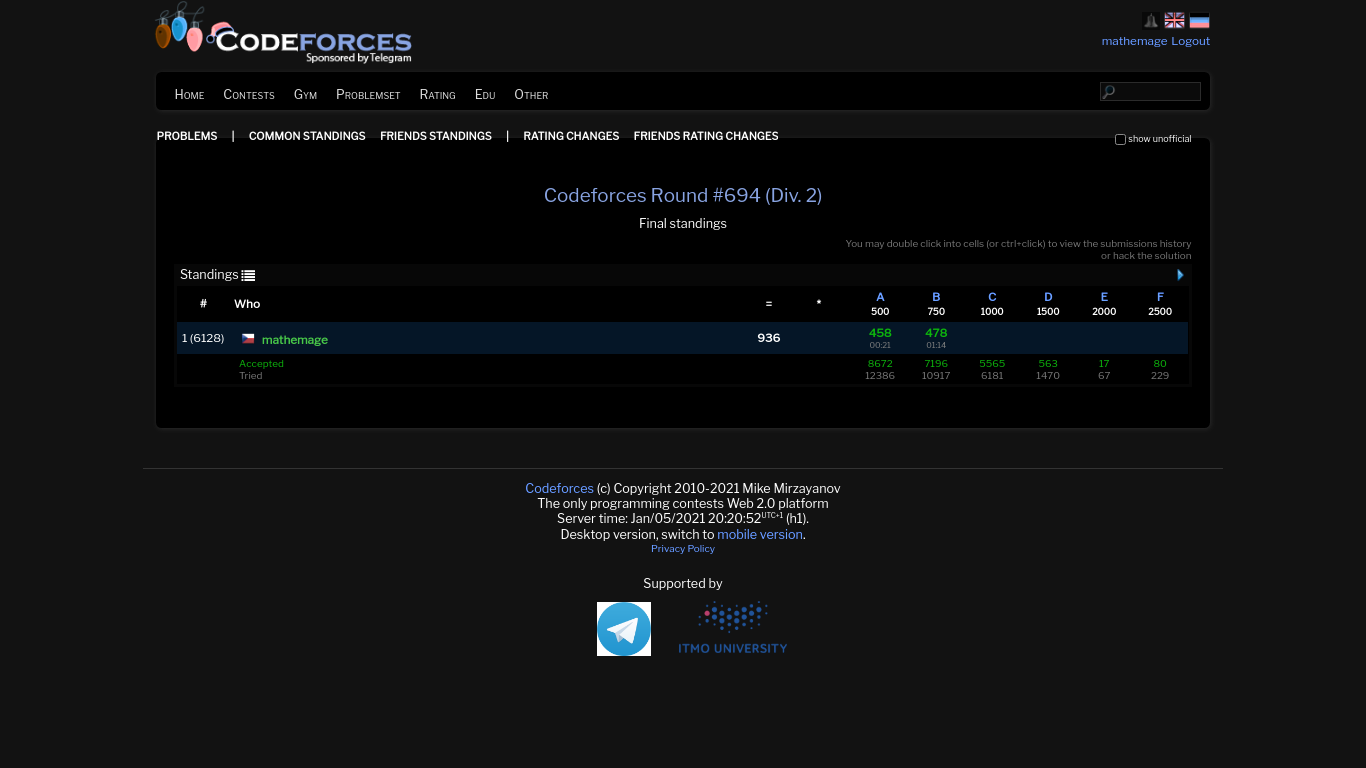 CODEFORCES
Sponsored by Telegram
mathemage Logout
Home Contests Gym Problemset Rating Edu Other
PROBLEMS | COMMON STANDINGS FRIENDS STANDINGS | RATING CHANGES FRIENDS RATING CHANGES
show unofficial
Codeforces Round #694 (Div. 2)
Final standings
You may double click into cells (or ctrl+click) to view the submissions history
or hack the solution
Standings
# Who = * A B C D E F
500 750 1000 1500 2000 2500
1 (6128) mathemage 936 458 478
00:21 01:14
Accepted 8672 7196 5565 563 17 80
Tried 12386 10917 6181 1470 67 229
Codeforces (c) Copyright 2010-2021 Mike Mirzayanov
The only programming contests Web 2.0 platform
Server time: Jan/05/2021 20:20:52 UTC+1 (h1).
Desktop version, switch to mobile version.
Privacy Policy
Supported by
ITMO UNIVERSITY